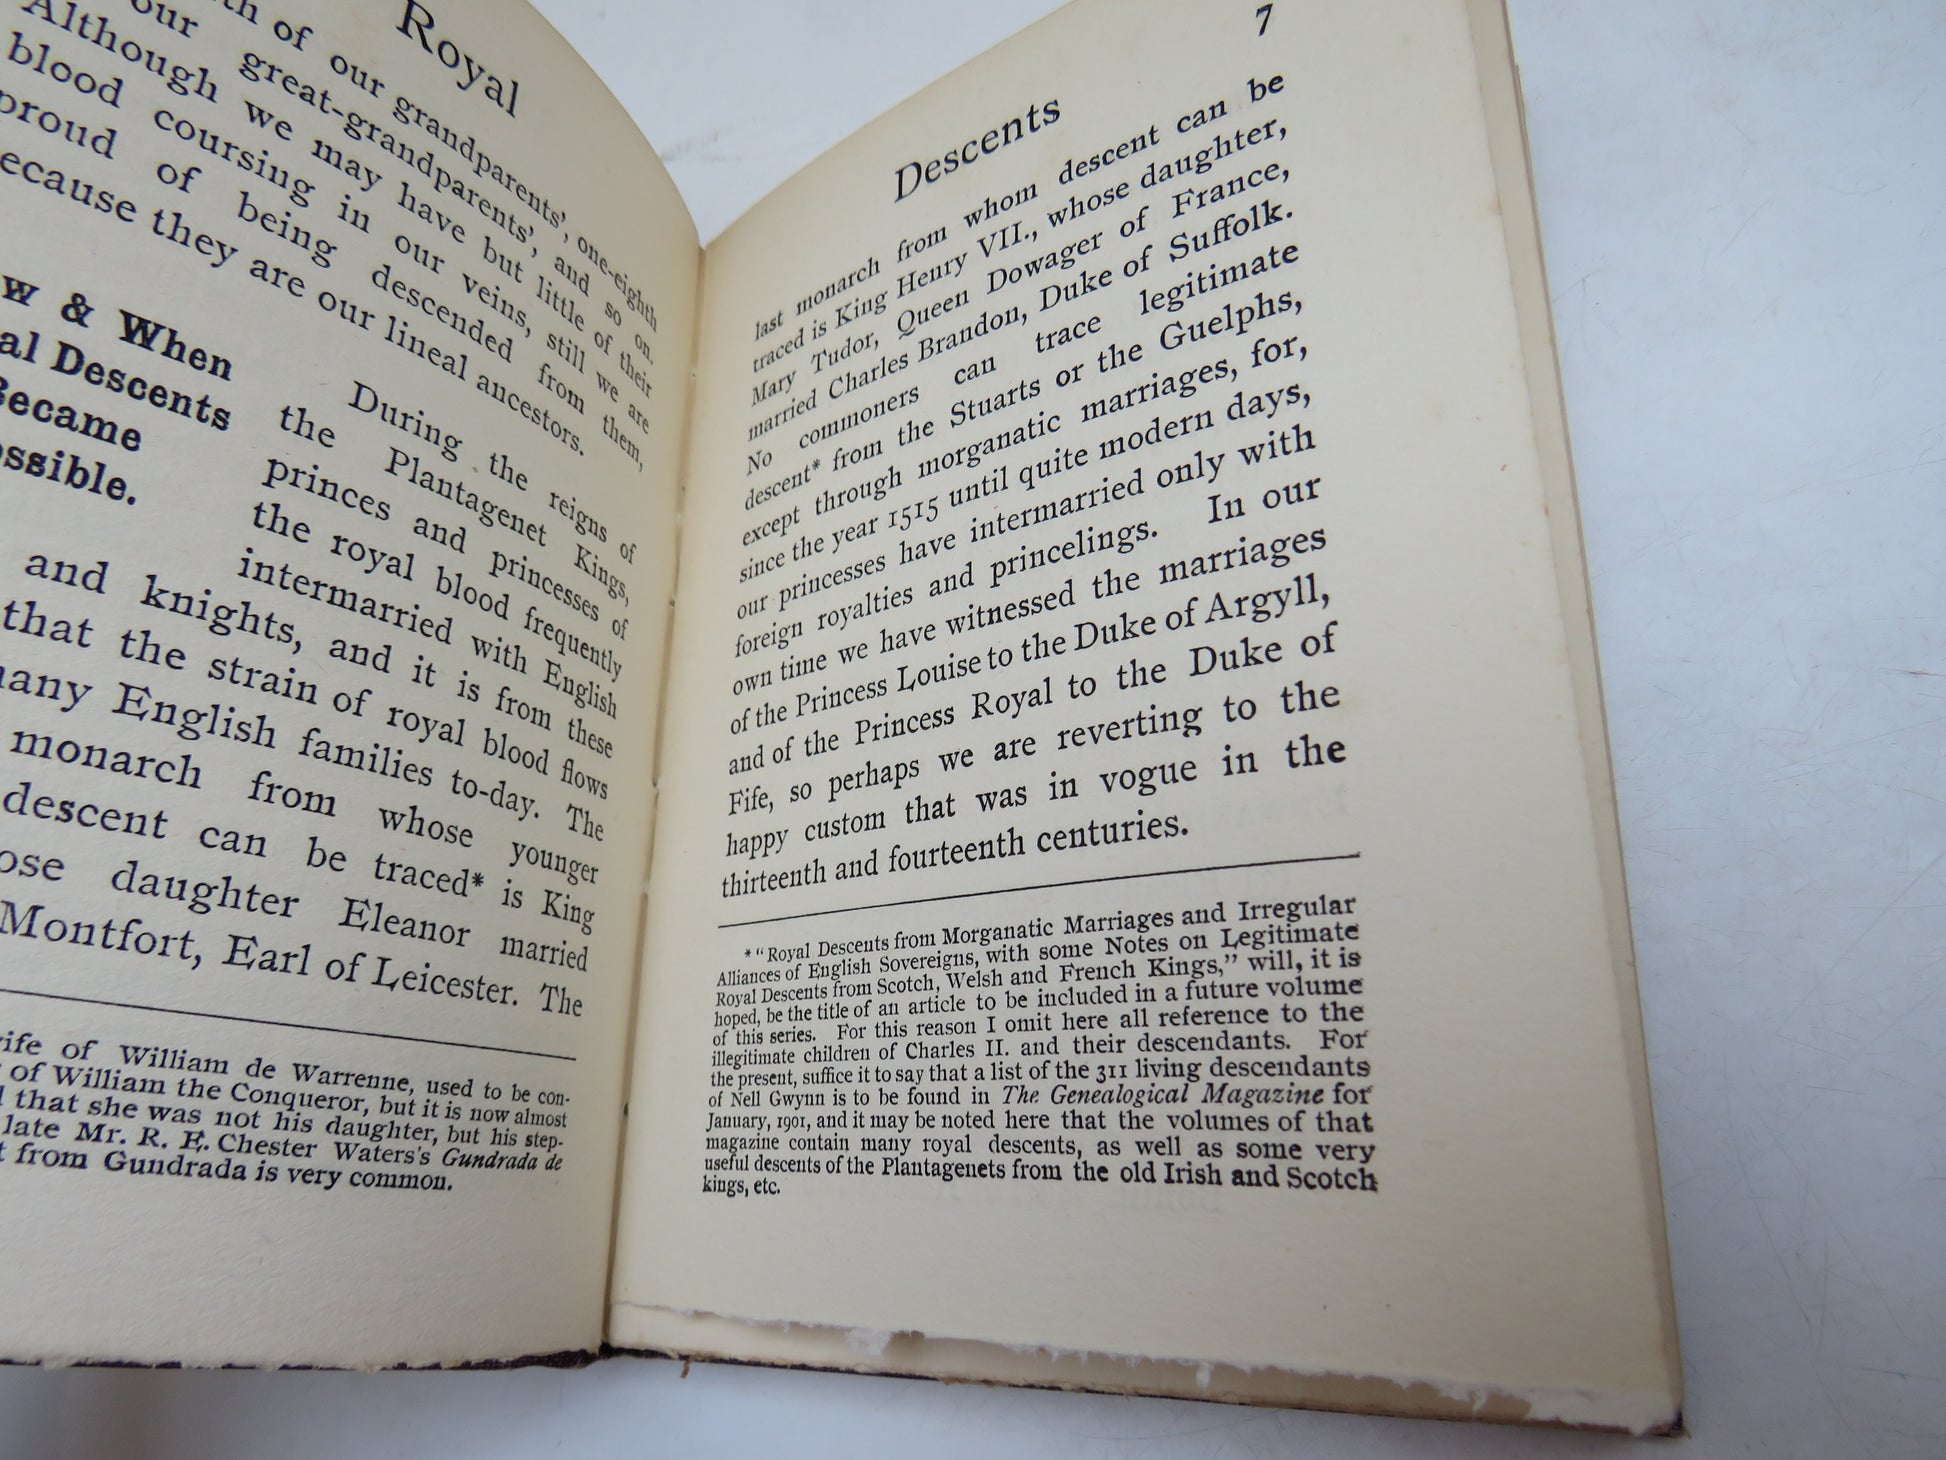 Royal
of our grandparents', one-eighth
our great-grandparents', and so on.
Although we may have but little of their
blood coursing in our veins, still we are
proud of being descended from them,
because they are our lineal ancestors.
& When
Descents
Became
During the reigns of
the Plantagenet Kings,
princes and princesses of
the royal blood frequently
intermarried with English
and knights, and it is from these
that the strain of royal blood flows
many English families to-day. The
monarch from whose younger
descent can be traced* is King
daughter Eleanor married
Montfort, Earl of Leicester. The
wife of William de Warrenne, used to be con-
of William the Conqueror, but it is now almost
that she was not his daughter, but his step-
late Mr. R. E. Chester Waters's Gundrada de
from Gundrada is very common.
7
Descents
last monarch from whom descent can be
traced is King Henry VII., whose daughter,
Mary Tudor, Queen Dowager of France,
married Charles Brandon, Duke of Suffolk.
No commoners can trace legitimate
descent* from the Stuarts or the Guelphs,
except through morganatic marriages, for,
since the year 1515 until quite modern days,
our princesses have intermarried only with
foreign royalties and princelings. In our
own time we have witnessed the marriages
of the Princess Louise to the Duke of Argyll,
and of the Princess Royal to the Duke of
Fife, so perhaps we are reverting to the
happy custom that was in vogue in the
thirteenth and fourteenth centuries.
*"Royal Descents from Morganatic Marriages and Irregular
Alliances of English Sovereigns, with some Notes on Legitimate
Royal Descents from Scotch, Welsh and French Kings," will, it is
hoped, be the title of an article to be included in a future volume
of this series. For this reason I omit here all reference to the
illegitimate children of Charles II. and their descendants. For
the present, suffice it to say that a list of the 311 living descendants
of Nell Gwynn is to be found in The Genealogical Magazine for
January, 1901, and it may be noted here that the volumes of that
magazine contain many royal descents, as well as some very
useful descents of the Plantagenets from the old Irish and Scotch
kings, etc.